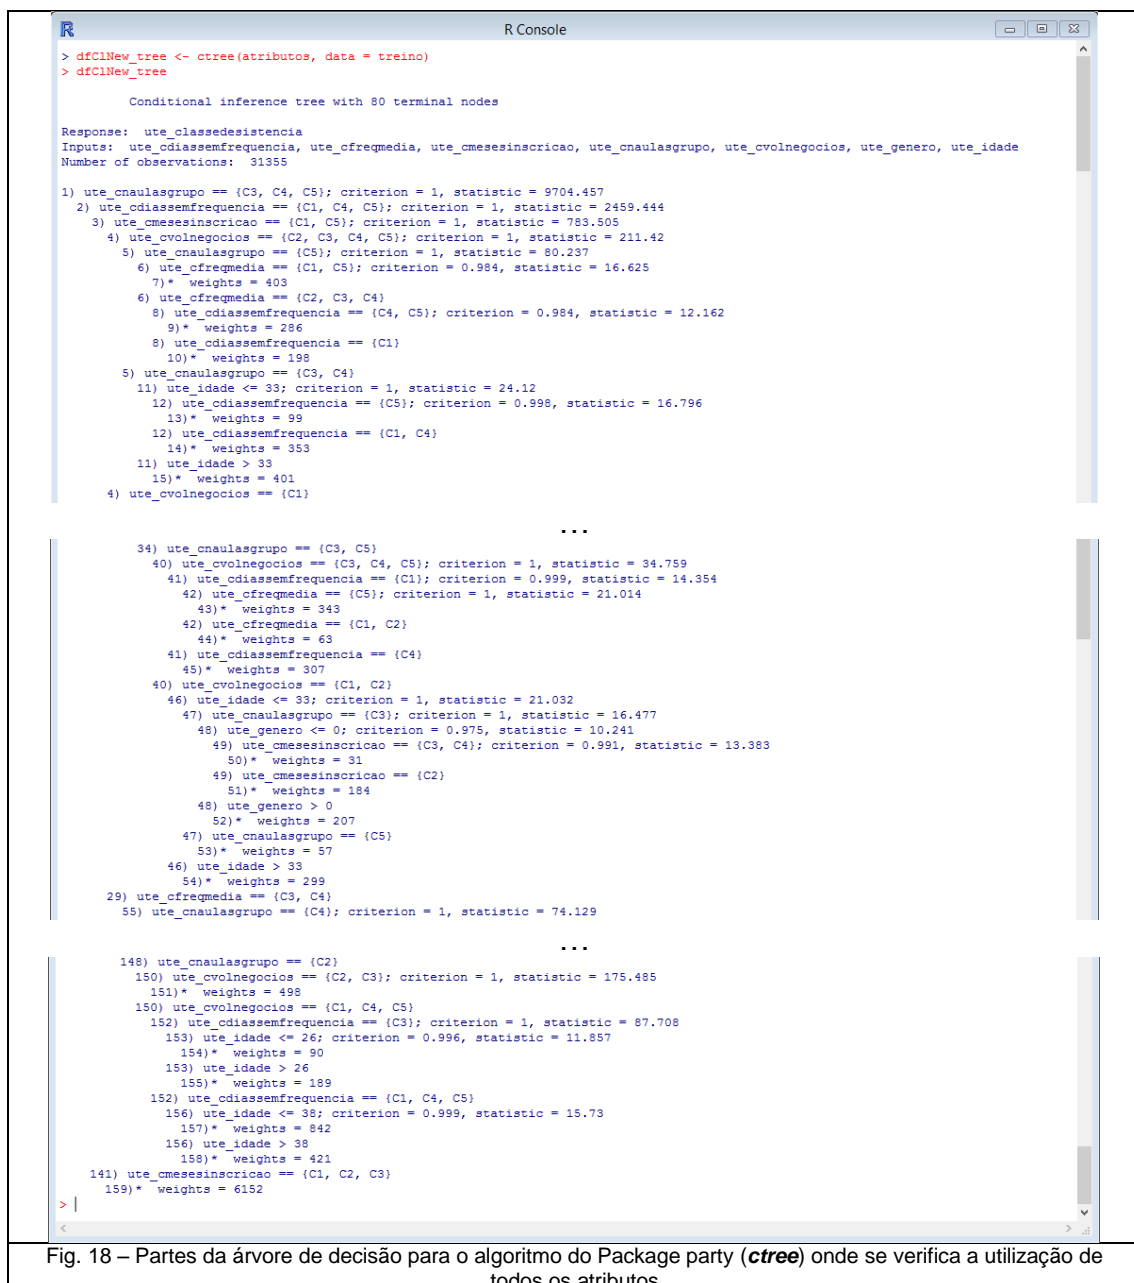 R Console
> dfClNew_tree <- ctree(atributos, data = treino)
> dfClNew_tree
Conditional inference tree with 80 terminal nodes
Response:  ute_classedesistencia
Inputs:  ute_cdiassemfrequencia, ute_cfreqmedia, ute_cmesesinscricao, ute_cnaulasgrupo, ute_cvolnegocios, ute_genero, ute_idade
Number of observations:  31355
1) ute_cnaulasgrupo == {C3, C4, C5}; criterion = 1, statistic = 9704.457
2) ute_cdiassemfrequencia == {C1, C4, C5}; criterion = 1, statistic = 2459.444
3) ute_cmesesinscricao == {C1, C5}; criterion = 1, statistic = 783.505
4) ute_cvolnegocios == {C2, C3, C4, C5}; criterion = 1, statistic = 211.42
5) ute_cnaulasgrupo == {C5}; criterion = 1, statistic = 80.237
6) ute_cfreqmedia == {C1, C5}; criterion = 0.984, statistic = 16.625
7)*  weights = 403
6) ute_cfreqmedia == {C2, C3, C4}
8) ute_cdiassemfrequencia == {C4, C5}; criterion = 0.984, statistic = 12.162
9)*  weights = 286
8) ute_cdiassemfrequencia == {C1}
10)*  weights = 198
5) ute_cnaulasgrupo == {C3, C4}
11) ute_idade <= 33; criterion = 1, statistic = 24.12
12) ute_cdiassemfrequencia == {C5}; criterion = 0.998, statistic = 16.796
13)*  weights = 99
12) ute_cdiassemfrequencia == {C1, C4}
14)*  weights = 353
11) ute_idade > 33
15)*  weights = 401
4) ute_cvolnegocios == {C1}
...
34) ute_cnaulasgrupo == {C3, C5}
40) ute_cvolnegocios == {C3, C4, C5}; criterion = 1, statistic = 34.759
41) ute_cdiassemfrequencia == {C1}; criterion = 0.999, statistic = 14.354
42) ute_cfreqmedia == {C5}; criterion = 1, statistic = 21.014
43)*  weights = 343
42) ute_cfreqmedia == {C1, C2}
44)*  weights = 63
41) ute_cdiassemfrequencia == {C4}
45)*  weights = 307
40) ute_cvolnegocios == {C1, C2}
46) ute_idade <= 33; criterion = 1, statistic = 21.032
47) ute_cnaulasgrupo == {C3}; criterion = 1, statistic = 16.477
48) ute_genero <= 0; criterion = 0.975, statistic = 10.241
49) ute_cmesesinscricao == {C3, C4}; criterion = 0.991, statistic = 13.383
50)*  weights = 31
49) ute_cmesesinscricao == {C2}
51)*  weights = 184
48) ute_genero > 0
52)*  weights = 207
47) ute_cnaulasgrupo == {C5}
53)*  weights = 57
46) ute_idade > 33
54)*  weights = 299
29) ute_cfreqmedia == {C3, C4}
55) ute_cnaulasgrupo == {C4}; criterion = 1, statistic = 74.129
...
148) ute_cnaulasgrupo == {C2}
150) ute_cvolnegocios == {C2, C3}; criterion = 1, statistic = 175.485
151)*  weights = 498
150) ute_cvolnegocios == {C1, C4, C5}
152) ute_cdiassemfrequencia == {C3}; criterion = 1, statistic = 87.708
153) ute_idade <= 26; criterion = 0.996, statistic = 11.857
154)*  weights = 90
153) ute_idade > 26
155)*  weights = 189
152) ute_cdiassemfrequencia == {C1, C4, C5}
156) ute_idade <= 38; criterion = 0.999, statistic = 15.73
157)*  weights = 842
156) ute_idade > 38
158)*  weights = 421
141) ute_cmesesinscricao == {C1, C2, C3}
159)*  weights = 6152
>
Fig. 18 – Partes da árvore de decisão para o algoritmo do Package party (ctree) onde se verifica a utilização de
todos os atributos